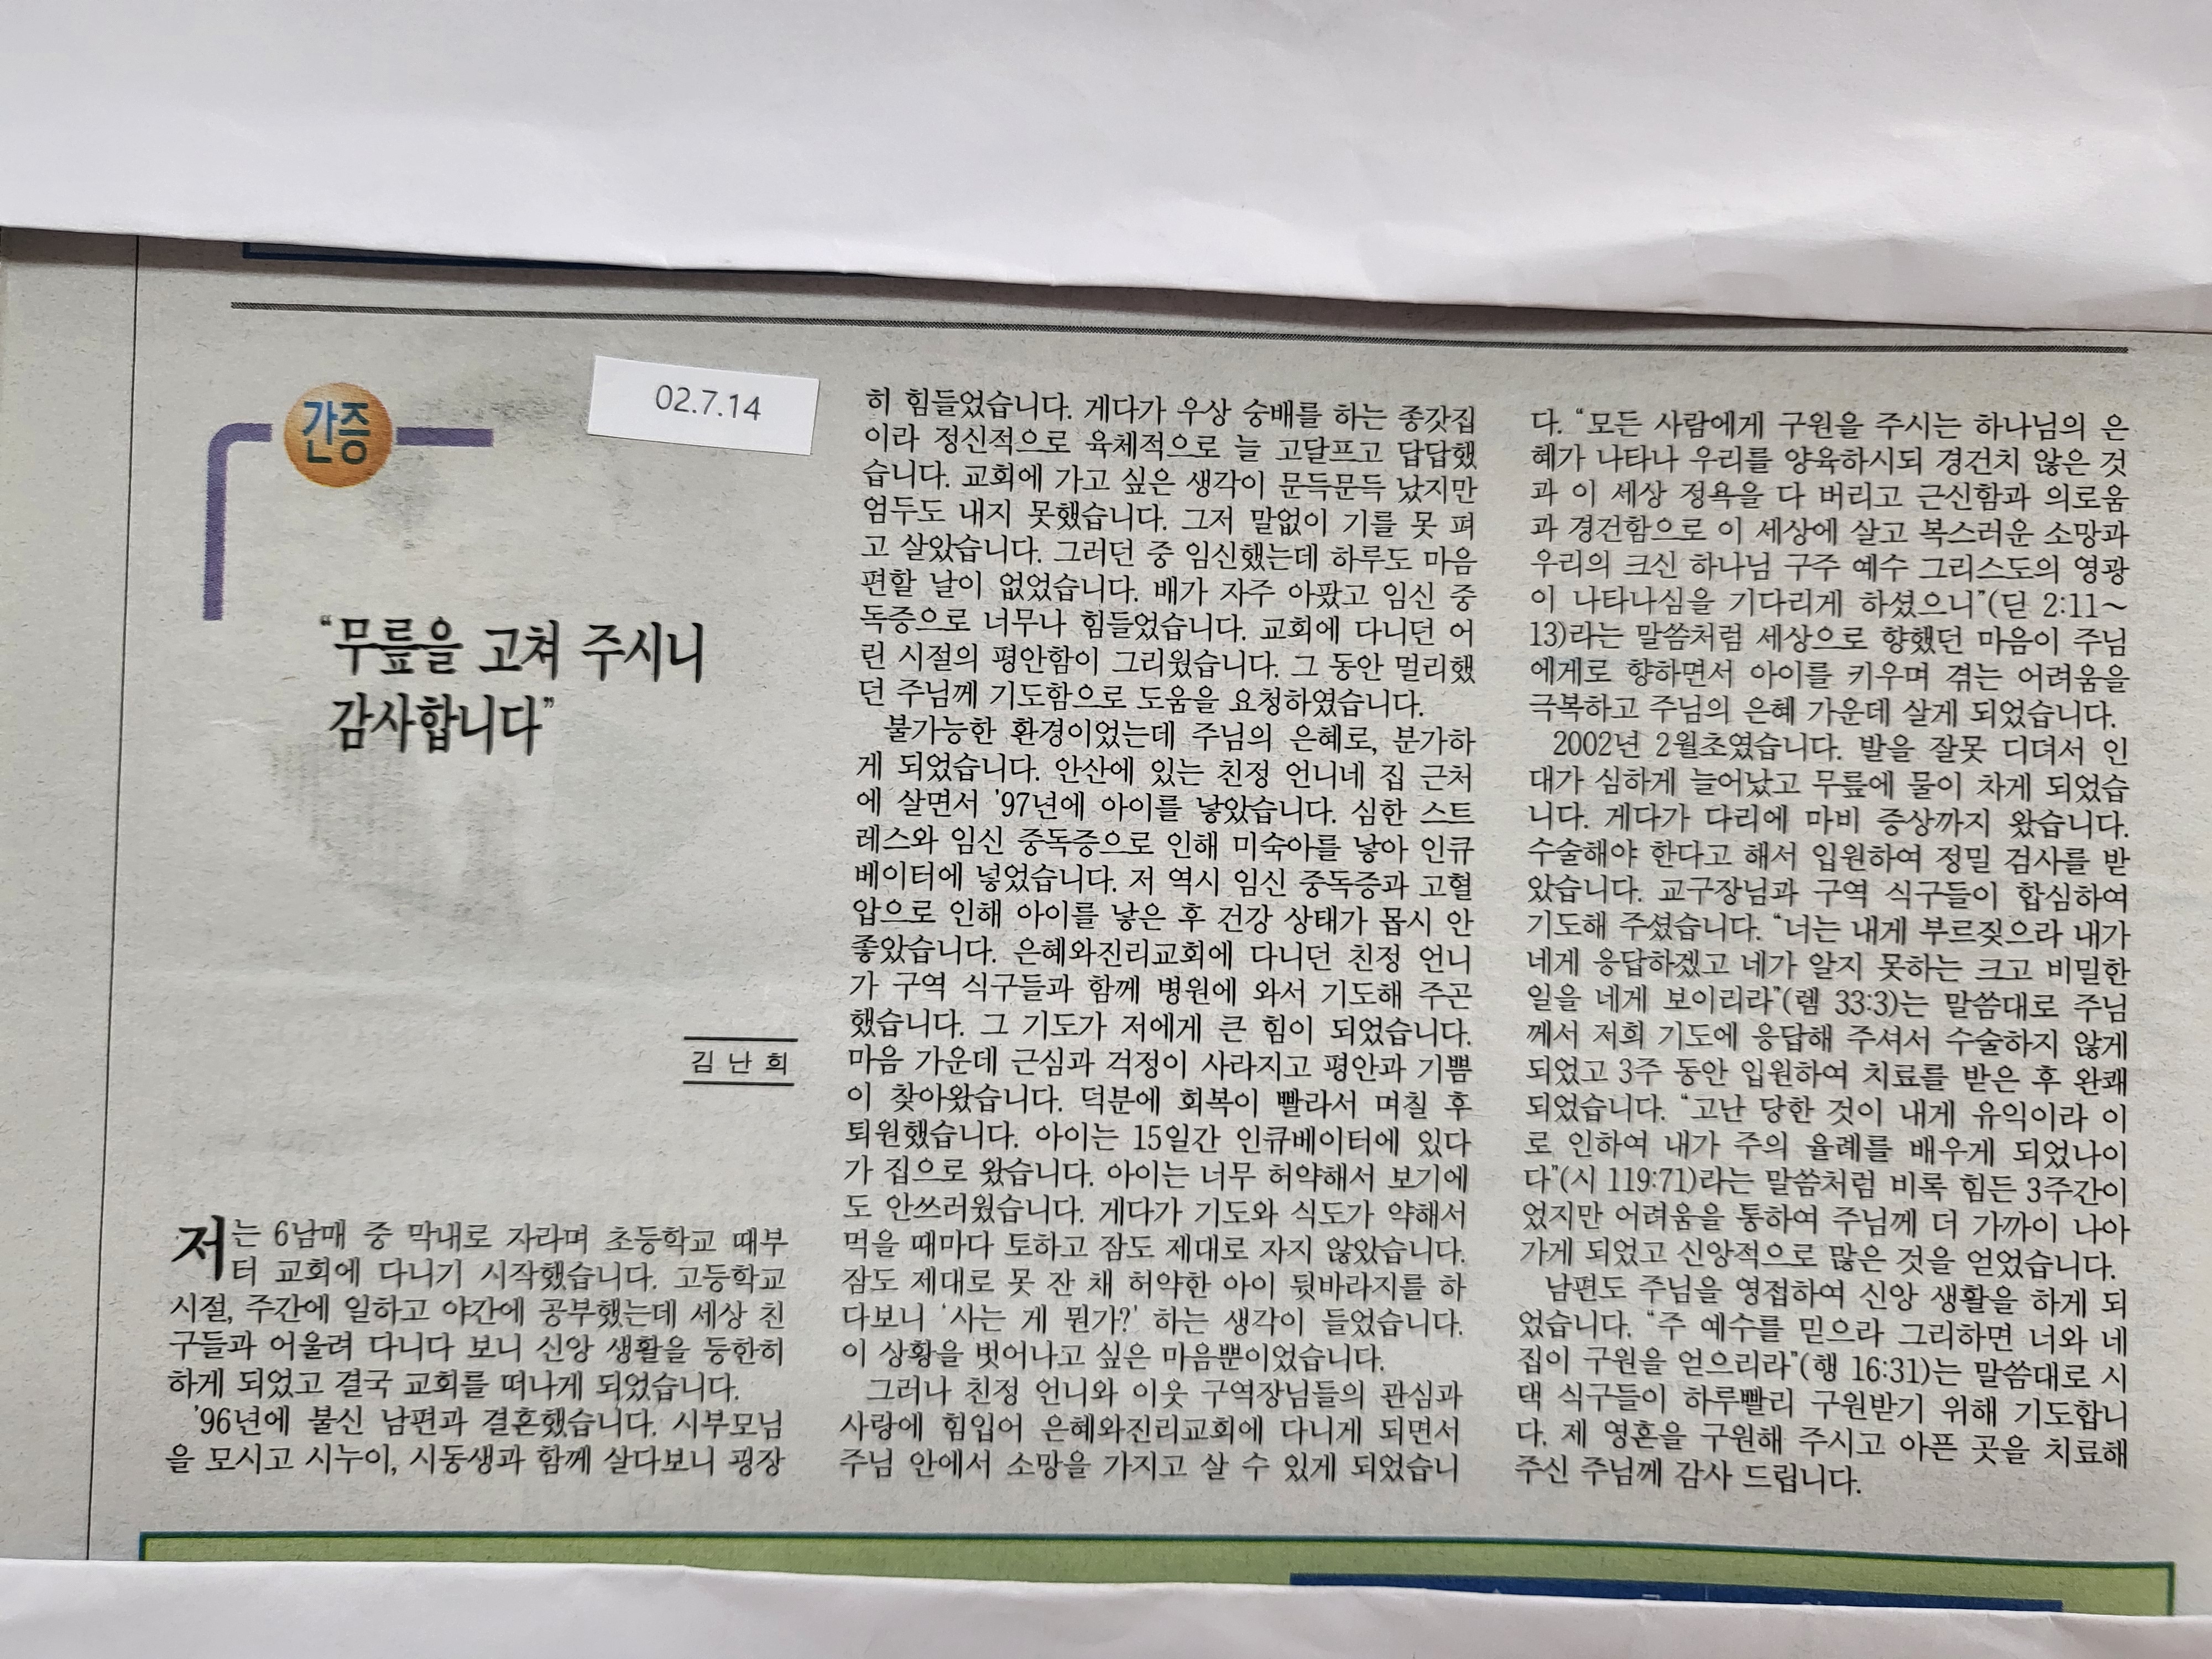 간증
02.7.14
“무릎을 고쳐 주시니
감사합니다”
김 난 희
저는 6남매 중 막내로 자라며 초등학교 때부
터 교회에 다니기 시작했습니다. 고등학교
시절, 주간에 일하고 야간에 공부했는데 세상 친
구들과 어울려 다니다 보니 신앙 생활을 등한히
하게 되었고 결국 교회를 떠나게 되었습니다.
’96년에 불신 남편과 결혼했습니다. 시부모님
을 모시고 시누이, 시동생과 함께 살다보니 굉장
히 힘들었습니다. 게다가 우상 숭배를 하는 종갓집
이라 정신적으로 육체적으로 늘 고달프고 답답했
습니다. 교회에 가고 싶은 생각이 문득문득 났지만
엄두도 내지 못했습니다. 그저 말없이 기를 못 펴
고 살았습니다. 그러던 중 임신했는데 하루도 마음
편할 날이 없었습니다. 배가 자주 아팠고 임신 중
독증으로 너무나 힘들었습니다. 교회에 다니던 어
린 시절의 평안함이 그리웠습니다. 그 동안 멀리했
던 주님께 기도함으로 도움을 요청하였습니다.
불가능한 환경이었는데 주님의 은혜로, 분가하
게 되었습니다. 안산에 있는 친정 언니네 집 근처
에 살면서 ’97년에 아이를 낳았습니다. 심한 스트
레스와 임신 중독증으로 인해 미숙아를 낳아 인큐
베이터에 넣었습니다. 저 역시 임신 중독증과 고혈
압으로 인해 아이를 낳은 후 건강 상태가 몹시 안
좋았습니다. 은혜와진리교회에 다니던 친정 언니
가 구역 식구들과 함께 병원에 와서 기도해 주곤
했습니다. 그 기도가 저에게 큰 힘이 되었습니다.
마음 가운데 근심과 걱정이 사라지고 평안과 기쁨
이 찾아왔습니다. 덕분에 회복이 빨라서 며칠 후
퇴원했습니다. 아이는 15일간 인큐베이터에 있다
가 집으로 왔습니다. 아이는 너무 허약해서 보기에
도 안쓰러웠습니다. 게다가 기도와 식도가 약해서
먹을 때마다 토하고 잠도 제대로 자지 않았습니다.
잠도 제대로 못 잔 채 허약한 아이 뒷바라지를 하
다보니 ‘사는 게 뭔가?’ 하는 생각이 들었습니다.
이 상황을 벗어나고 싶은 마음뿐이었습니다.
그러나 친정 언니와 이웃 구역장님들의 관심과
사랑에 힘입어 은혜와진리교회에 다니게 되면서
주님 안에서 소망을 가지고 살 수 있게 되었습니
다. “모든 사람에게 구원을 주시는 하나님의 은
혜가 나타나 우리를 양육하시되 경건치 않은 것
과 이 세상 정욕을 다 버리고 근신함과 의로움
과 경건함으로 이 세상에 살고 복스러운 소망과
우리의 크신 하나님 구주 예수 그리스도의 영광
이 나타나심을 기다리게 하셨으니”(딛 2:11～
13)라는 말씀처럼 세상으로 향했던 마음이 주님
에게로 향하면서 아이를 키우며 겪는 어려움을
극복하고 주님의 은혜 가운데 살게 되었습니다.
2002년 2월초였습니다. 발을 잘못 디뎌서 인
대가 심하게 늘어났고 무릎에 물이 차게 되었습
니다. 게다가 다리에 마비 증상까지 왔습니다.
수술해야 한다고 해서 입원하여 정밀 검사를 받
았습니다. 교구장님과 구역 식구들이 합심하여
기도해 주셨습니다. “너는 내게 부르짖으라 내가
네게 응답하겠고 네가 알지 못하는 크고 비밀한
일을 네게 보이리라”(렘 33:3)는 말씀대로 주님
께서 저희 기도에 응답해 주셔서 수술하지 않게
되었고 3주 동안 입원하여 치료를 받은 후 완쾌
되었습니다. “고난 당한 것이 내게 유익이라 이
로 인하여 내가 주의 율례를 배우게 되었나이
다”(시 119:71)라는 말씀처럼 비록 힘든 3주간이
었지만 어려움을 통하여 주님께 더 가까이 나아
가게 되었고 신앙적으로 많은 것을 얻었습니다.
남편도 주님을 영접하여 신앙 생활을 하게 되
었습니다. “주 예수를 믿으라 그리하면 너와 네
집이 구원을 얻으리라”(행 16:31)는 말씀대로 시
댁 식구들이 하루빨리 구원받기 위해 기도합니
다. 제 영혼을 구원해 주시고 아픈 곳을 치료해
주신 주님께 감사 드립니다.